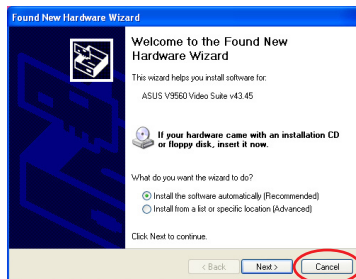 Found New Hardware Wizard
Welcome to the Found New
Hardware Wizard
This wizard helps you install software for:
ASUS V9560 Video Suite v43.45
If your hardware came with an installation CD
or floppy disk, insert it now.
What do you want the wizard to do?
Install the software automatically (Recommended)
Install from a list or specific location (Advanced)
Click Next to continue.
< Back Next > Cancel